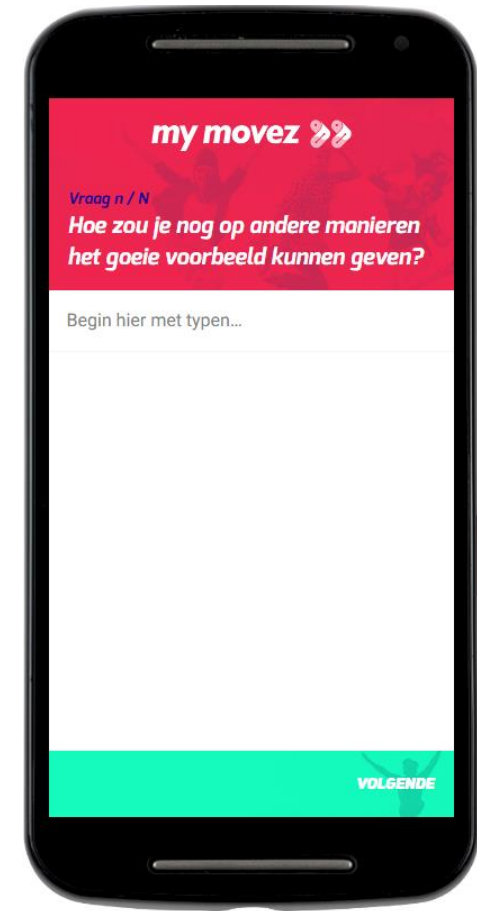 my movez
Vraag n / N
Hoe zou je nog op andere manieren
het goeie voorbeeld kunnen geven?
Begin hier met typen...
VOLGENDE